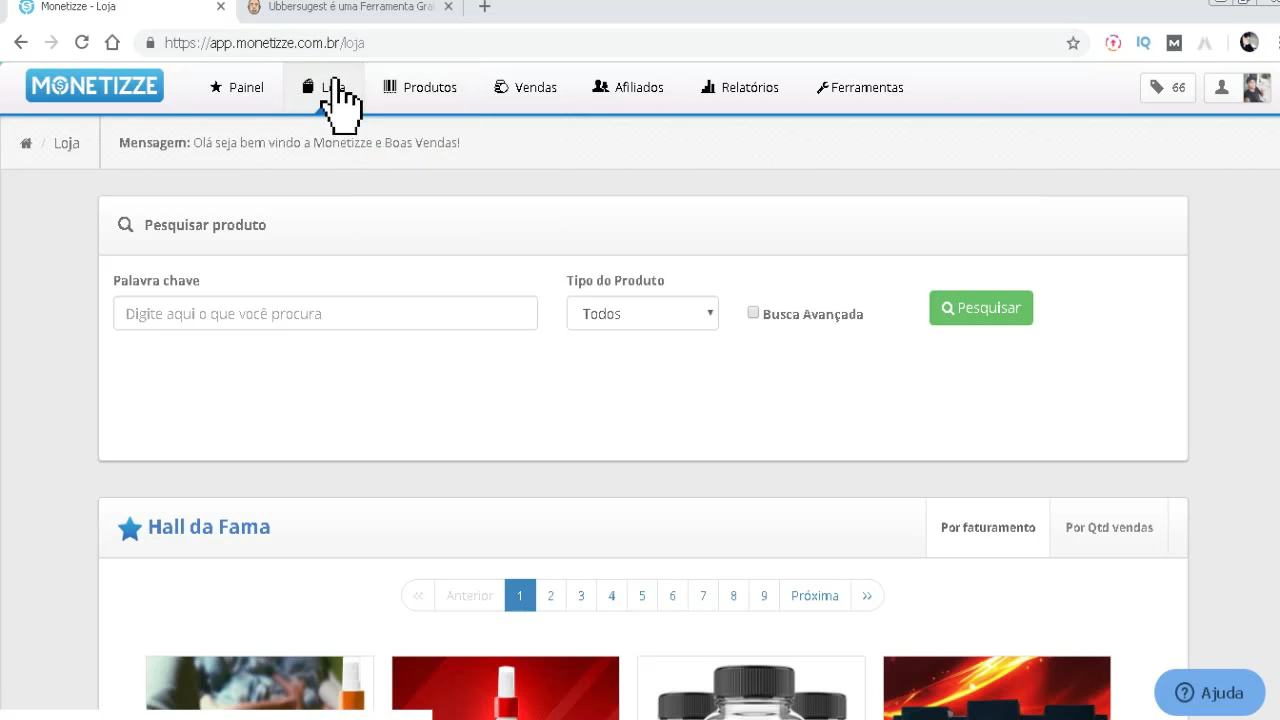 Monetizze - Loja
Ubbersugest é uma Ferramenta Gra
https://app.monetizze.com.br/loja
IQ
M
MONETIZZE
Painel
Produtos
Vendas
Afiliados
Relatórios
Ferramentas
66
/ Loja
Mensagem: Olá seja bem vindo a Monetizze e Boas Vendas!
Pesquisar produto
Palavra chave
Tipo do Produto
Digite aqui o que você procura
Todos
Busca Avançada
Pesquisar
Hall da Fama
Por faturamento
Por Qtd vendas
« Anterior 1 2 3 4 5 6 7 8 9 Próxima »
Ajuda